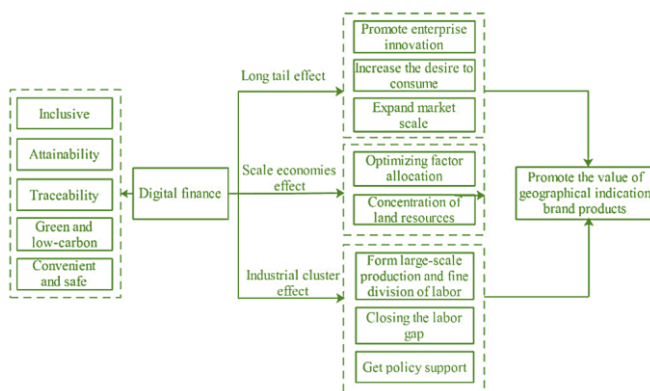 Inclusive
Attainability
Traceability
Green and
low-carbon
Convenient
and safe
Digital finance
Long tail effect
Scale economies
effect
Industrial cluster
effect
Promote enterprise
innovation
Increase the desire to
consume
Expand market
scale
Optimizing factor
allocation
Concentration of
land resources
Form large-scale
production and fine
division of labor
Closing the labor
gap
Get policy support
Promote the value of
geographical indication
brand products